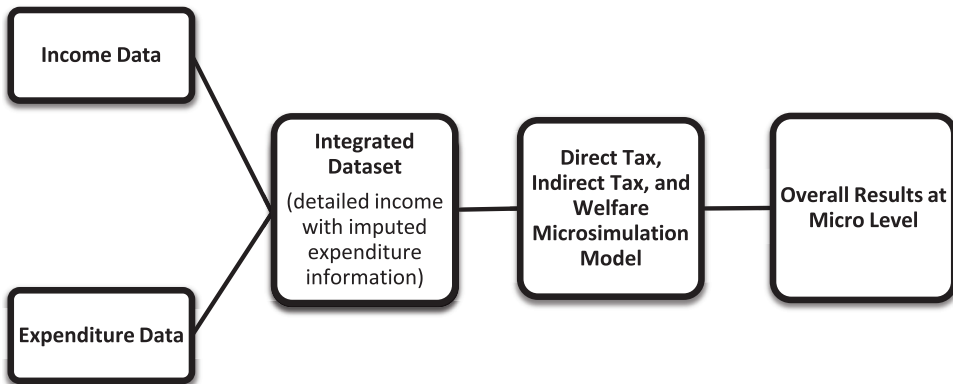 Income Data
Expenditure Data
Integrated
Dataset
(detailed income
with imputed
expenditure
information)
Direct Tax,
Indirect Tax, and
Welfare
Microsimulation
Model
Overall Results at
Micro Level